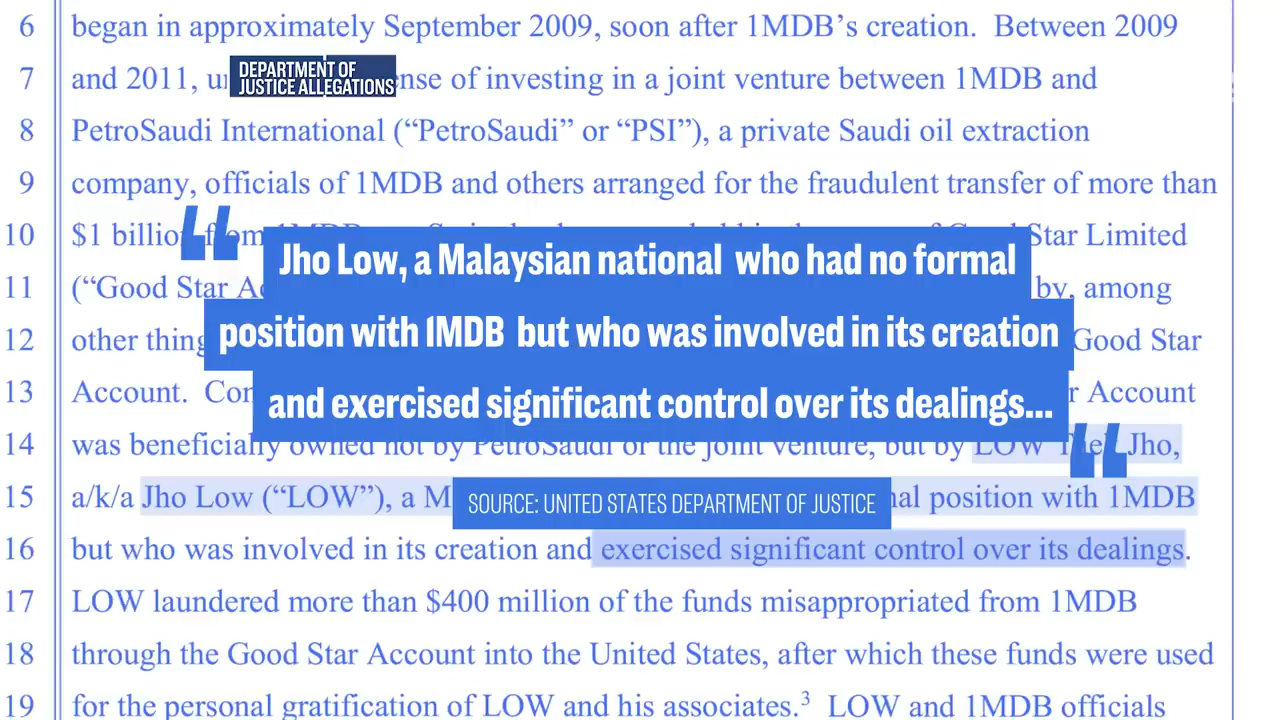 6 began in approximately September 2009, soon after 1MDB’s creation.  Between 2009
7 and 2011, ense of investing in a joint venture between 1MDB and
DEPARTMENT OF
JUSTICE ALLEGATIONS
8 PetroSaudi International (“PetroSaudi” or “PSI”), a private Saudi oil extraction
9 company, officials of 1MDB and others arranged for the fraudulent transfer of more than
10 $1 billion from 1MDB Star Limited
11 (“Good Star by, among
12 other Good Star
13 Account. Account
14 was beneficially owned not by PetroSaudi or the joint venture, but by LOW Jho,
15 a/k/a Jho Low (“LOW”), a position with 1MDB
16 but who was involved in its creation and exercised significant control over its dealings.
17 LOW laundered more than $400 million of the funds misappropriated from 1MDB
18 through the Good Star Account into the United States, after which these funds were used
19 for the personal gratification of LOW and his associates.3 LOW and 1MDB officials
“
Jho Low, a Malaysian national who had no formal
position with 1MDB but who was involved in its creation
and exercised significant control over its dealings...
“
SOURCE: UNITED STATES DEPARTMENT OF JUSTICE